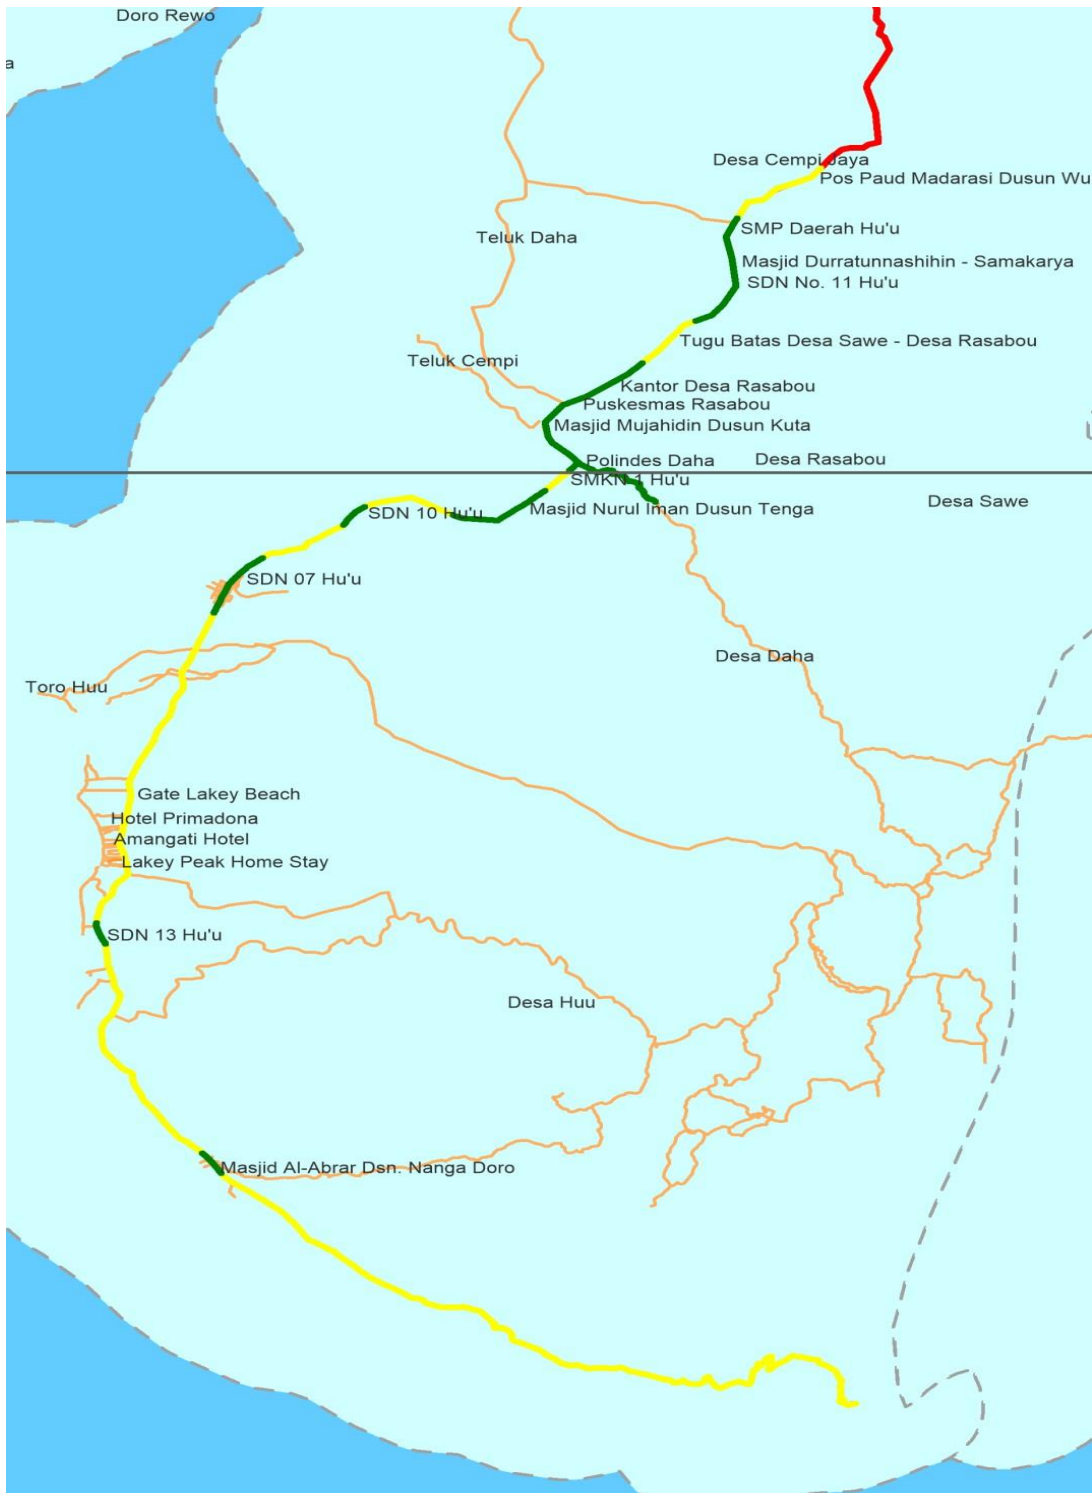 Doro Rewo
a
Desa Cempi Jaya
Pos Paud Madarasi Dusun Wu
SMP Daerah Hu'u
Teluk Daha
Masjid Durratunnashihin - Samakarya
SDN No. 11 Hu'u
Tugu Batas Desa Sawe - Desa Rasabou
Teluk Cempi
Kantor Desa Rasabou
Puskesmas Rasabou
Masjid Mujahidin Dusun Kuta
Polindes Daha
Desa Rasabou
SMKN 1 Hu'u
Desa Sawe
Masjid Nurul Iman Dusun Tenga
SDN 10 Hu'u
SDN 07 Hu'u
Desa Daha
Toro Huu
Gate Lakey Beach
Hotel Primadona
Amangati Hotel
Lakey Peak Home Stay
SDN 13 Hu'u
Desa Huu
Masjid Al-Abrar Dsn. Nanga Doro